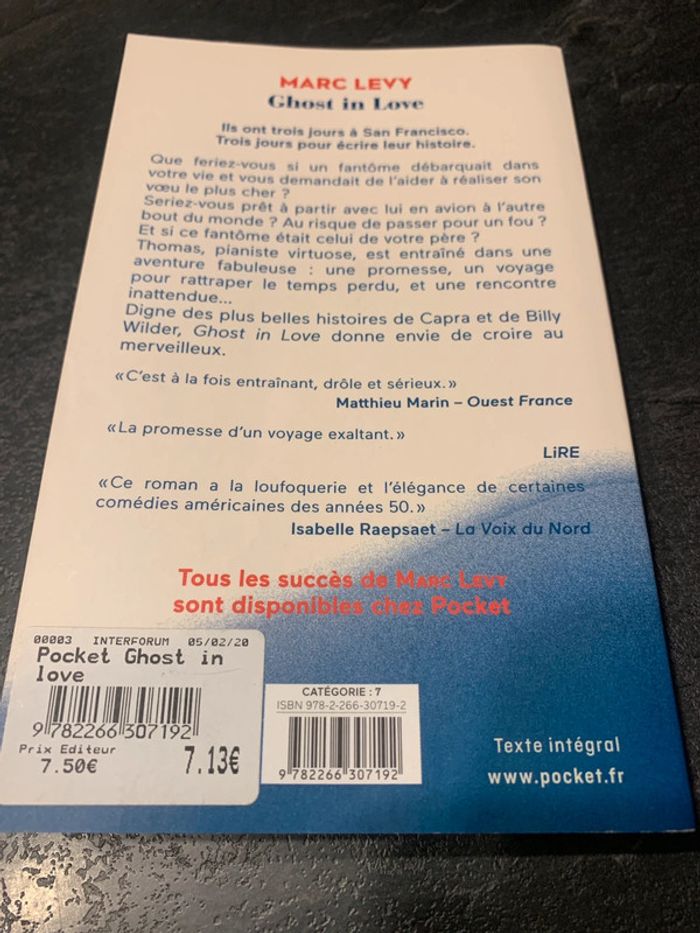 MARC LEVY
Ghost in Love
Ils ont trois jours à San Francisco.
Trois jours pour écrire leur histoire.
Que feriez-vous si un fantôme débarquait dans
votre vie et vous demandait de l'aider à réaliser son
vœu le plus cher ?
Seriez-vous prêt à partir avec lui en avion à l'autre
bout du monde ? Au risque de passer pour un fou ?
Et si ce fantôme était celui de votre père ?
Thomas, pianiste virtuose, est entraîné dans une
aventure fabuleuse : une promesse, un voyage
pour rattraper le temps perdu, et une rencontre
inattendue...
Digne des plus belles histoires de Capra et de Billy
Wilder, Ghost in Love donne envie de croire au
merveilleux.
«C'est à la fois entraînant, drôle et sérieux.»
Matthieu Marin – Ouest France
«La promesse d'un voyage exaltant.»
LiRE
«Ce roman a la loufoquerie et l'élégance de certaines
comédies américaines des années 50.»
Isabelle Raepsaet – La Voix du Nord
Tous les succès de MARC LEVY
sont disponibles chez Pocket
00003 INTERFORUM 05/02/20
Pocket Ghost in
love
9 782266 307192
Prix Editeur
7.50€
7.13€
CATÉGORIE : 7
ISBN 978-2-266-30719-2
9 782266 307192
Texte intégral
www.pocket.fr